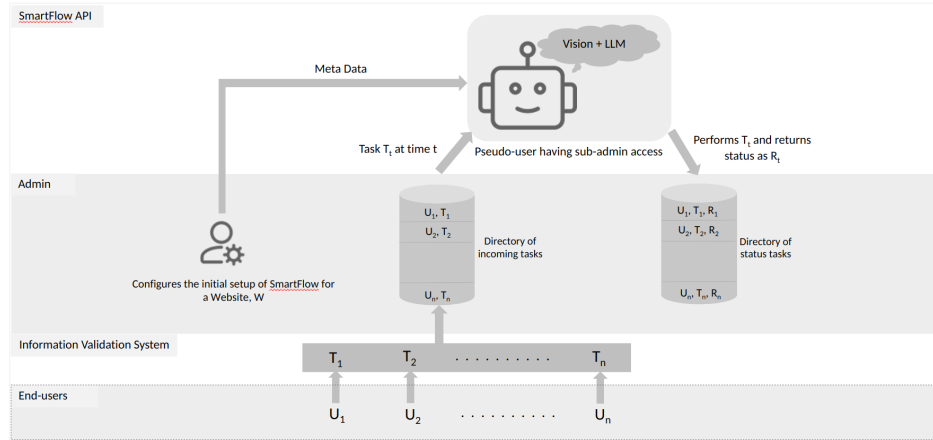 SmartFlow API
Vision + LLM
Meta Data
Task Tt at time t
Pseudo-user having sub-admin access
Performs Tt and returns
status as Rt
Admin
U1, T1
U2, T2
Un, Tn
Directory of
incoming tasks
U1, T1, R1
U2, T2, R2
Un, Tn, Rn
Directory of
status tasks
Configures the initial setup of SmartFlow for
a Website, W
Information Validation System
T1 T2 . . . . . . . . . . Tn
End-users
U1 U2 . . . . . . . . . . Un